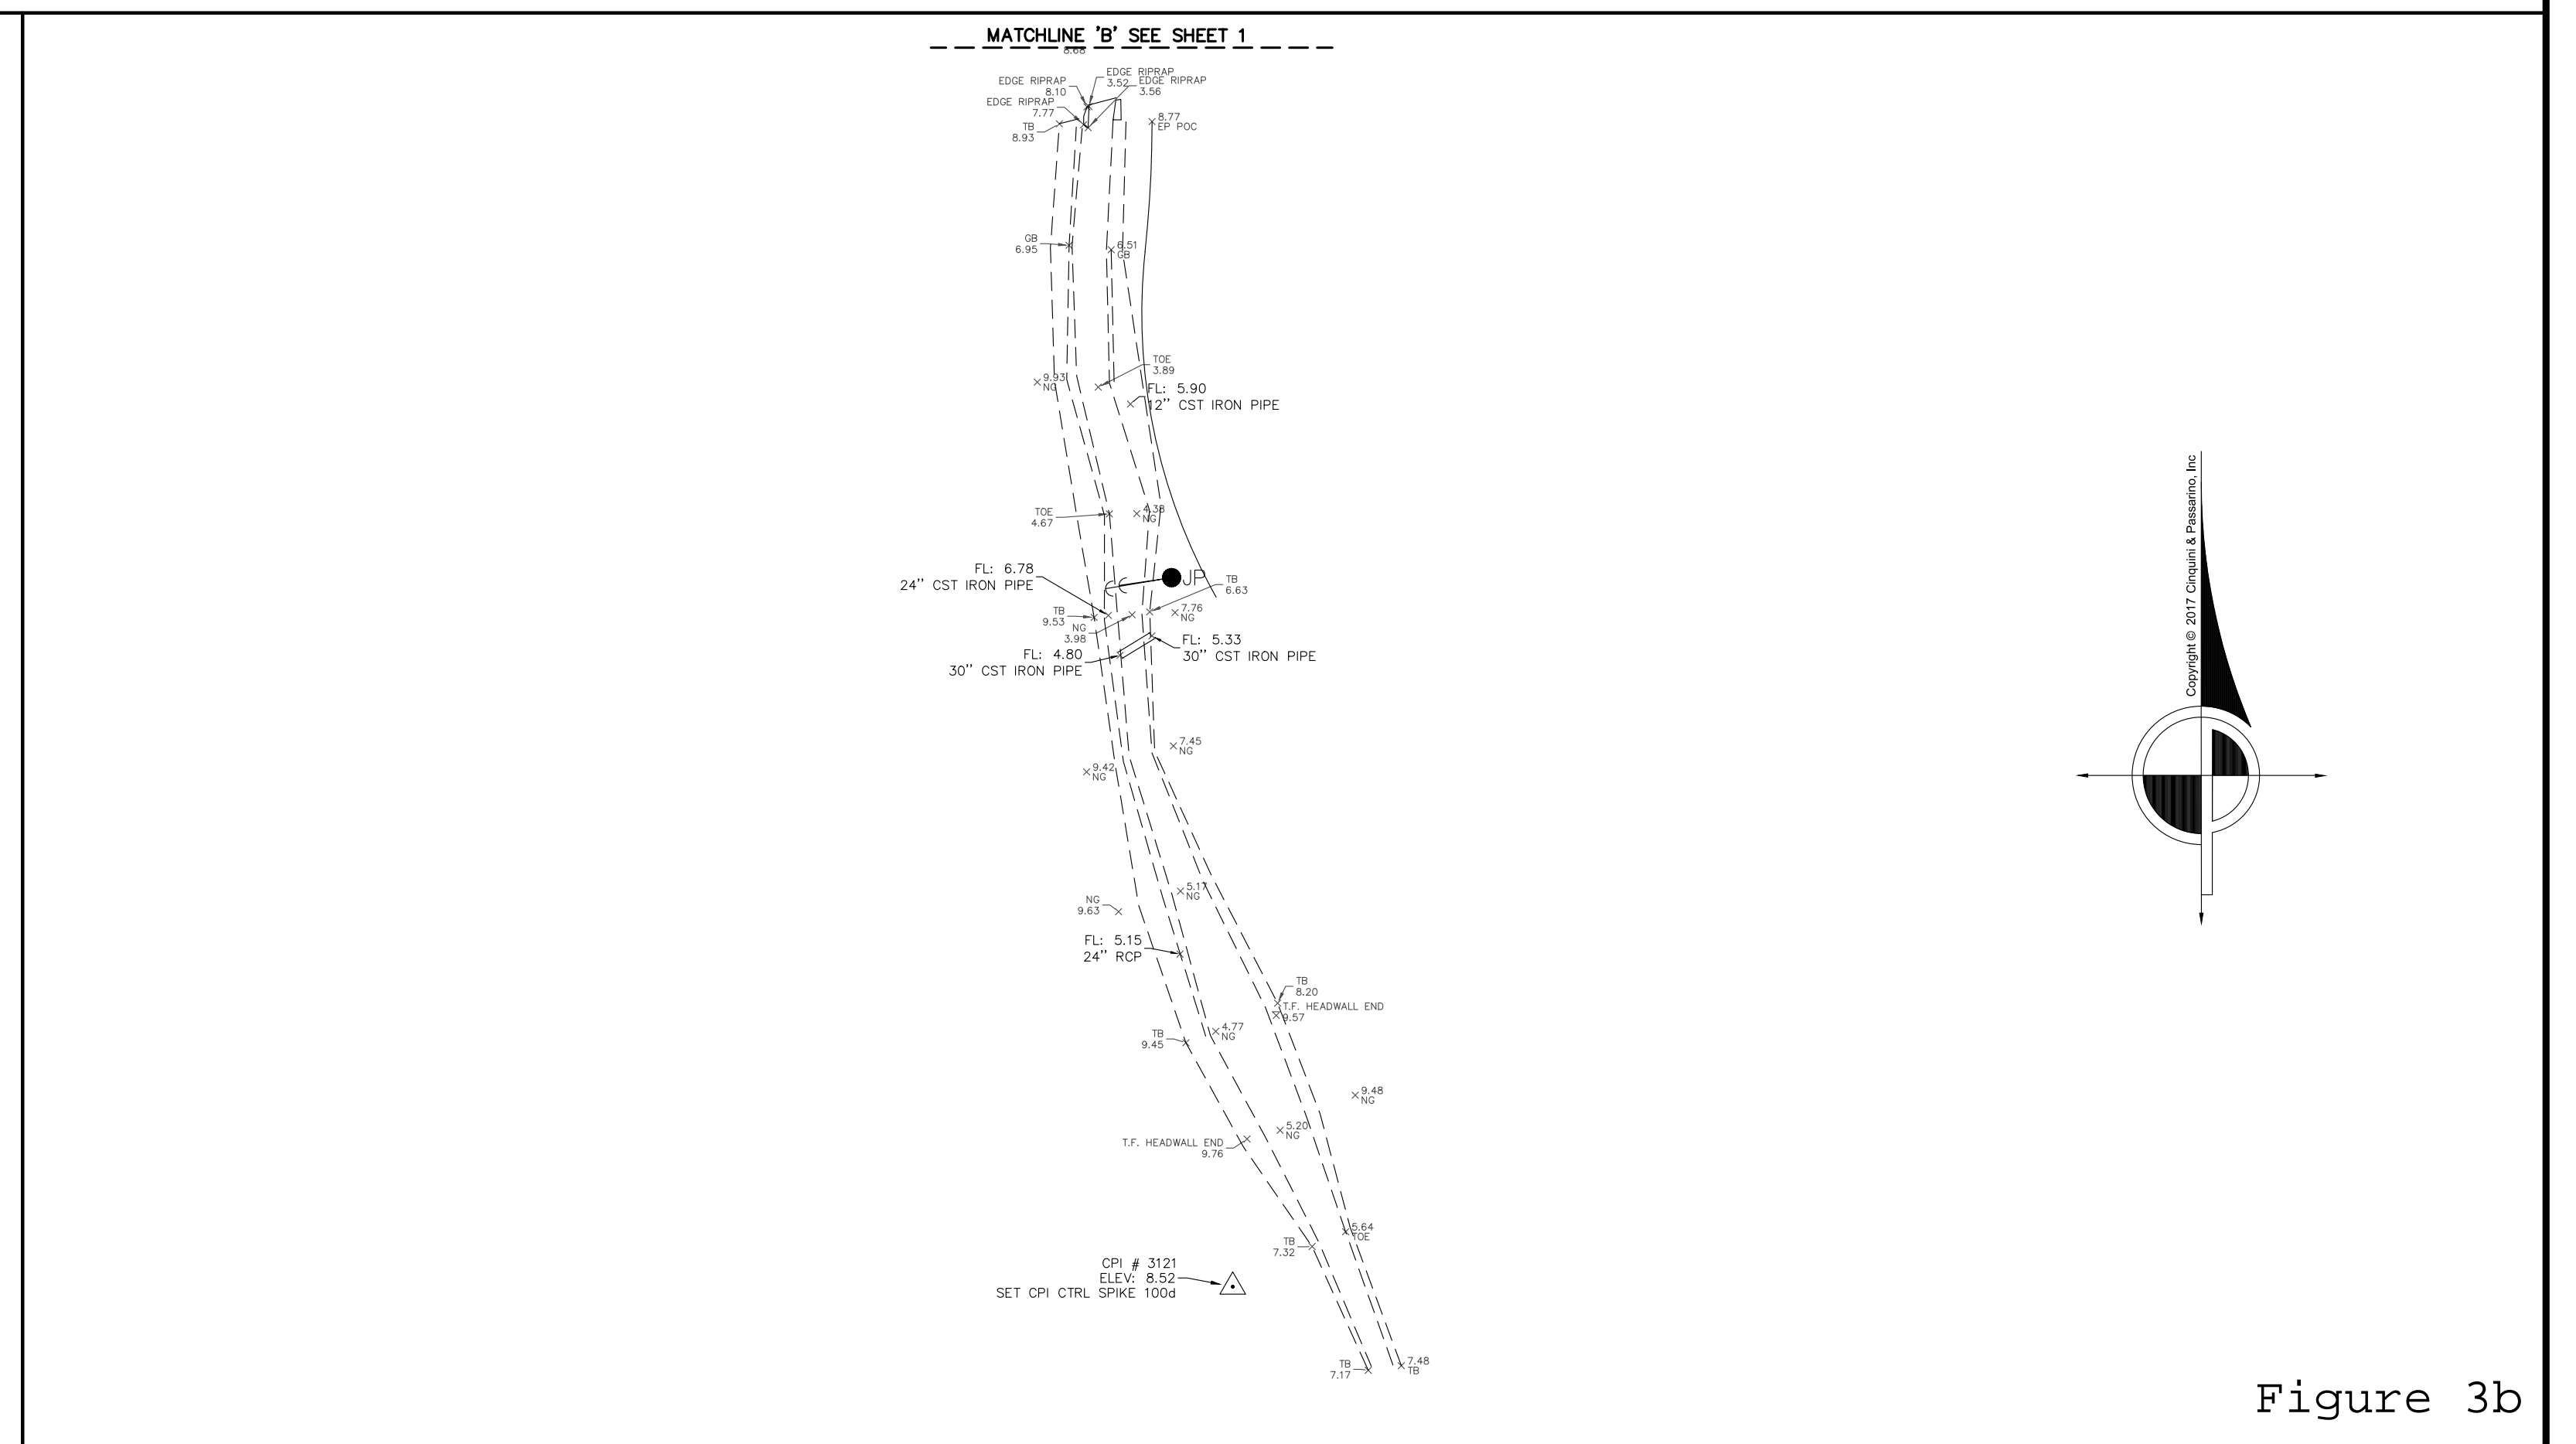 MATCHLINE 'B' SEE SHEET 1
8.68
EDGE RIPRAP
3.52
EDGE RIPRAP
8.10
EDGE RIPRAP
3.56
EDGE RIPRAP
7.77
TB
8.93
8.77
EP POC
GB
6.95
6.51
GB
TOE
3.89
9.93
NG
FL: 5.90
12" CST IRON PIPE
TOE
4.67
4.38
NG
FL: 6.78
24" CST IRON PIPE
JP
TB
6.63
TB
9.53
7.76
NG
NG
3.98
FL: 5.33
30" CST IRON PIPE
FL: 4.80
30" CST IRON PIPE
7.45
NG
9.42
NG
5.17
NG
NG
9.63
FL: 5.15
24" RCP
TB
8.20
T.F. HEADWALL END
9.57
4.77
NG
TB
9.45
9.48
NG
5.20
NG
T.F. HEADWALL END
9.76
5.64
TOE
TB
7.32
CPI # 3121
ELEV: 8.52
SET CPI CTRL SPIKE 100d
TB
7.17
7.48
TB
Copyright © 2017 Cinquini & Passarino, Inc
Figure 3b